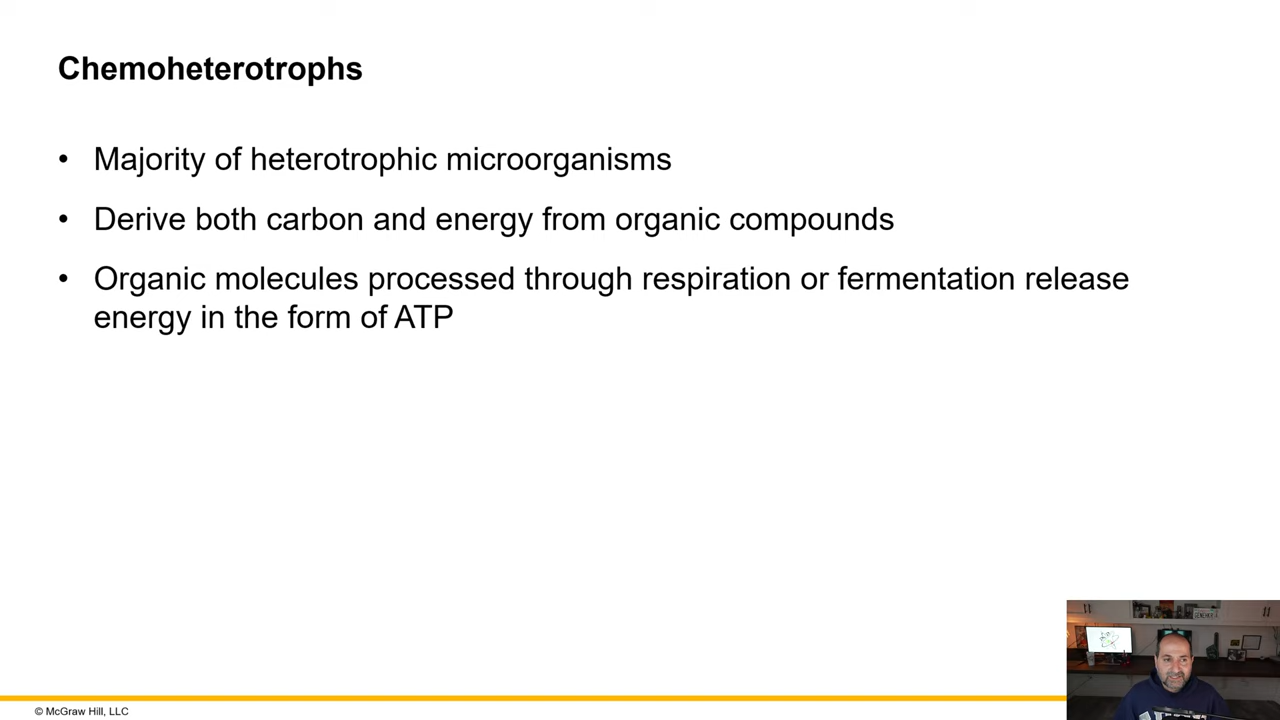 Chemoheterotrophs
• Majority of heterotrophic microorganisms
• Derive both carbon and energy from organic compounds
• Organic molecules processed through respiration or fermentation release
energy in the form of ATP
© McGraw Hill, LLC